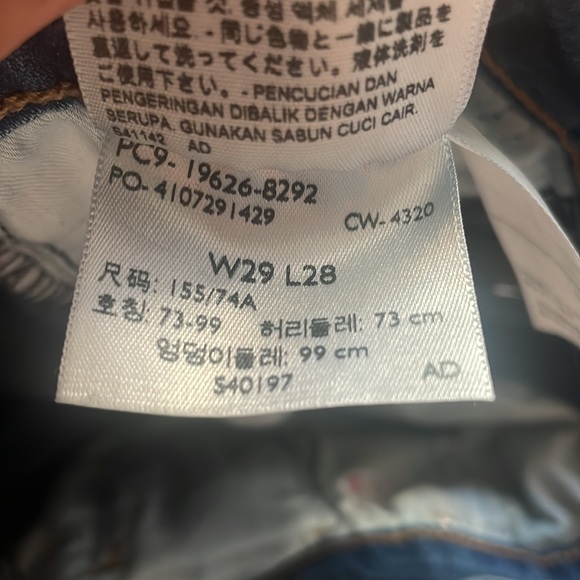 사용하세요. - 同じ色物と一緒に製品を
裏返して洗ってください。液体洗剤を
ご使用下さい。 - PENCUCIAN DAN
PENGERINGAN DIBALIK DENGAN WARNA
SERUPA. GUNAKAN SABUN CUCI CAIR.
S41142 AD
PC9- 19626-8292
PO- 4107291429
CW- 4320
W29 L28
尺码: 155/74A
호칭: 73-99 허리둘레: 73 cm
엉덩이둘레: 99 cm
S40197 AD